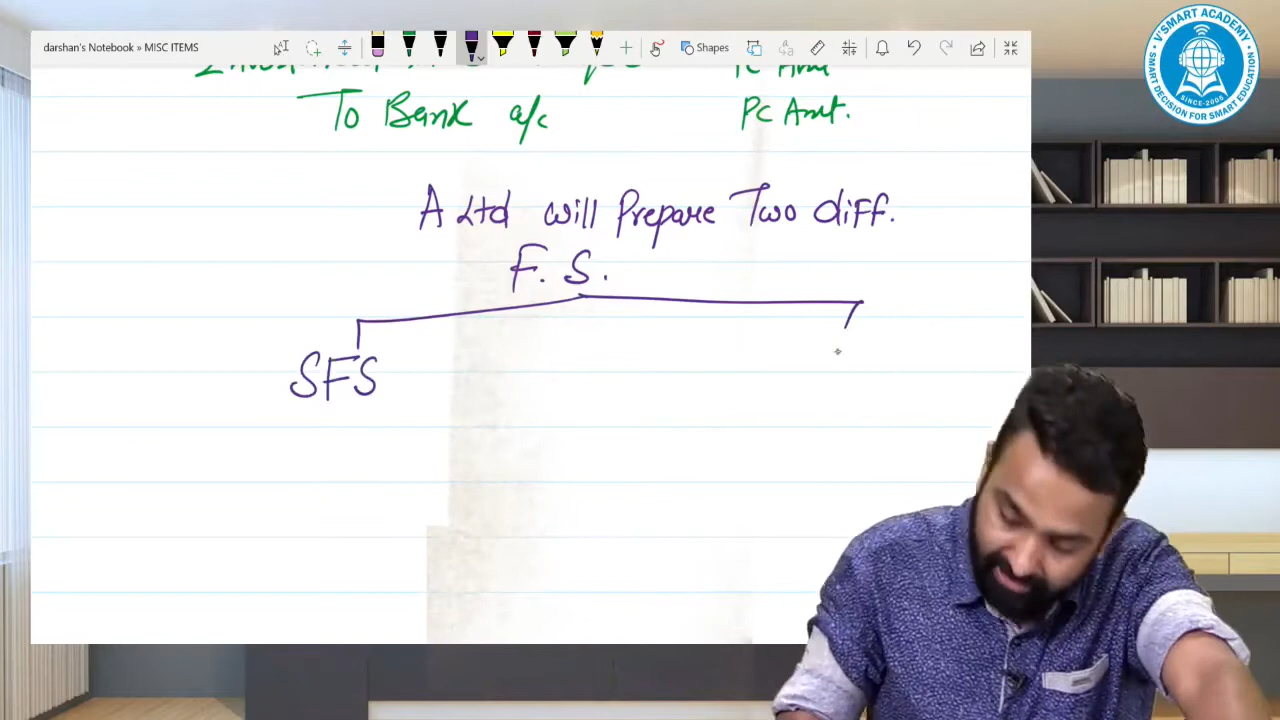 darshan's Notebook » MISC ITEMS
Shapes
V'SMART ACADEMY
SINCE-2005
SMART DECISION FOR SMART EDUCATION
To Bank a/c PC Amt.
A Ltd will Prepare Two diff.
F. S.
SFS